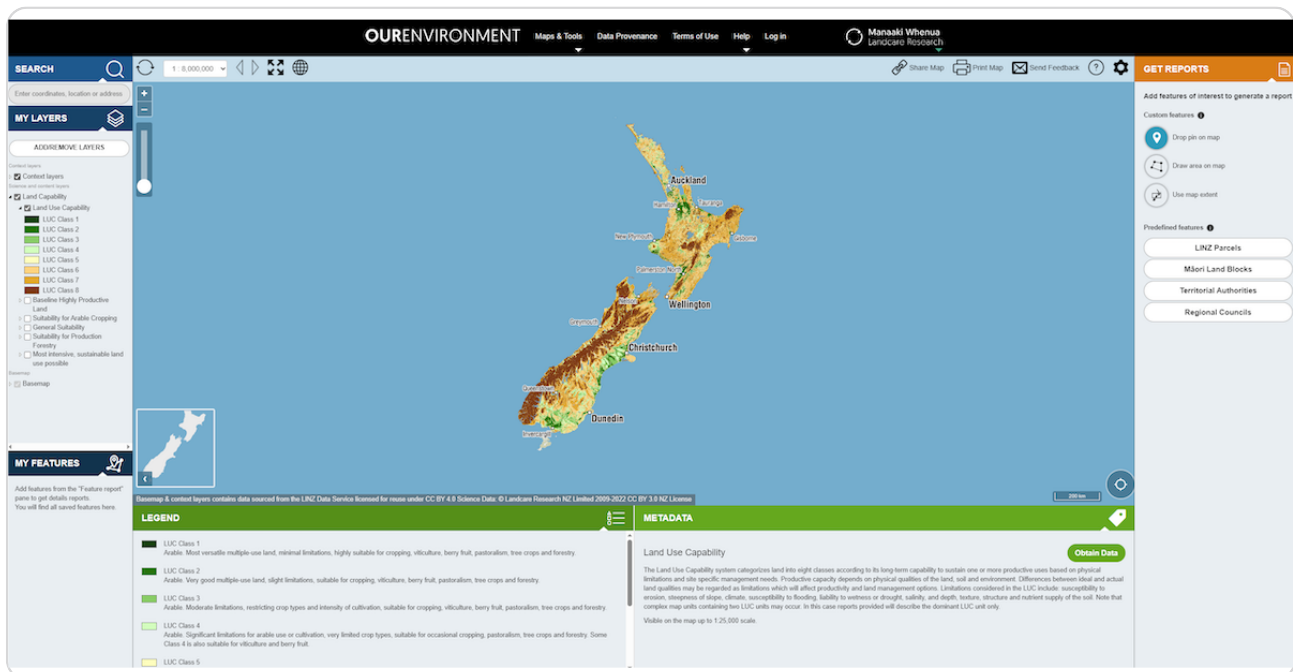 OURENVIRONMENT
Maps & Tools
Data Provenance
Terms of Use
Help
Log in
Manaaki Whenua
Landcare Research
SEARCH
Enter coordinates, location or address
MY LAYERS
ADD/REMOVE LAYERS
Context layers
Context layers
Science and context layers
Land Capability
Land Use Capability
LUC Class 1
LUC Class 2
LUC Class 3
LUC Class 4
LUC Class 5
LUC Class 6
LUC Class 7
LUC Class 8
Baseline Highly Productive
Land
Suitability for Arable Cropping
General Suitability
Suitability for Production
Forestry
Most intensive, sustainable land
use possible
Basemap
Basemap
MY FEATURES
Add features from the "Feature report"
pane to get details reports.
You will find all saved features here
1 : 8,000,000
Share Map
Print Map
Send Feedback
?
+
−
Auckland
Hamilton
Tauranga
New Plymouth
Gisborne
Palmerston North
Nelson
Wellington
Greymouth
Christchurch
Queenstown
Dunedin
Invercargill
Basemap & context layers contains data sourced from the LINZ Data Service licensed for reuse under CC BY 4.0 Science Data: © Landcare Research NZ Limited 2009-2022 CC BY 3.0 NZ License
200 km
GET REPORTS
Add features of interest to generate a report
Custom features
Drop pin on map
Draw area on map
Use map extent
Predefined features
LINZ Parcels
Māori Land Blocks
Territorial Authorities
Regional Councils
LEGEND
LUC Class 1
Arable. Most versatile multiple-use land, minimal limitations, highly suitable for cropping, viticulture, berry fruit, pastoralism, tree crops and forestry.
LUC Class 2
Arable. Very good multiple-use land, slight limitations, suitable for cropping, viticulture, berry fruit, pastoralism, tree crops and forestry.
LUC Class 3
Arable. Moderate limitations, restricting crop types and intensity of cultivation, suitable for cropping, viticulture, berry fruit, pastoralism, tree crops and forestry.
LUC Class 4
Arable. Significant limitations for arable use or cultivation, very limited crop types, suitable for occasional cropping, pastoralism, tree crops and forestry. Some
Class 4 is also suitable for viticulture and berry fruit.
LUC Class 5
METADATA
Land Use Capability
Obtain Data
The Land Use Capability system categorizes land into eight classes according to its long-term capability to sustain one or more productive uses based on physical
limitations and site specific management needs. Productive capacity depends on physical qualities of the land, soil and environment. Differences between ideal and actual
land qualities may be regarded as limitations which will affect productivity and land management options. Limitations considered in the LUC include: susceptibility to
erosion, steepness of slope, climate, susceptibility to flooding, liability to wetness or drought, salinity, and depth, texture, structure and nutrient supply of the soil. Note that
complex map units containing two LUC units may occur. In this case reports provided will describe the dominant LUC unit only.
Visible on the map up to 1:25,000 scale.